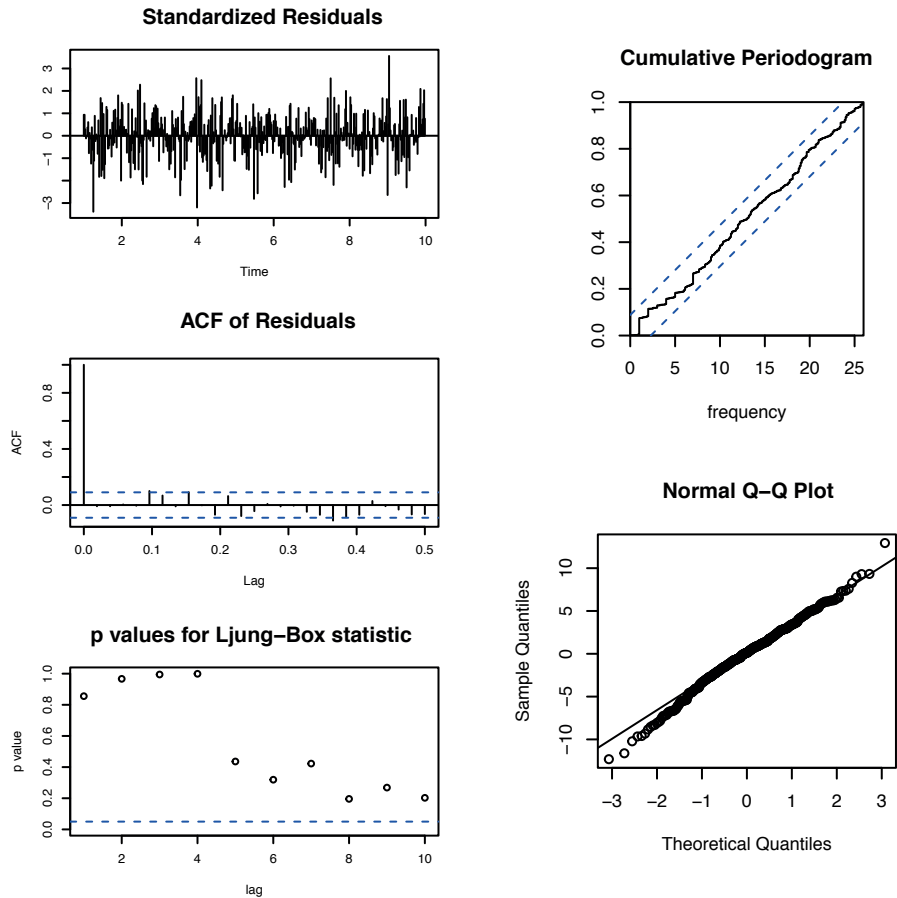 Standardized Residuals
3
2
1
0
−1
−3
2 4 6 8 10
Time
ACF of Residuals
ACF
0.8
0.4
0.0
0.0 0.1 0.2 0.3 0.4 0.5
Lag
p values for Ljung−Box statistic
p value
1.0
0.8
0.6
0.4
0.2
0.0
2 4 6 8 10
lag
Cumulative Periodogram
1.0
0.8
0.6
0.4
0.2
0.0
0 5 10 15 20 25
frequency
Normal Q−Q Plot
Sample Quantiles
10
5
0
−5
−10
−3 −2 −1 0 1 2 3
Theoretical Quantiles